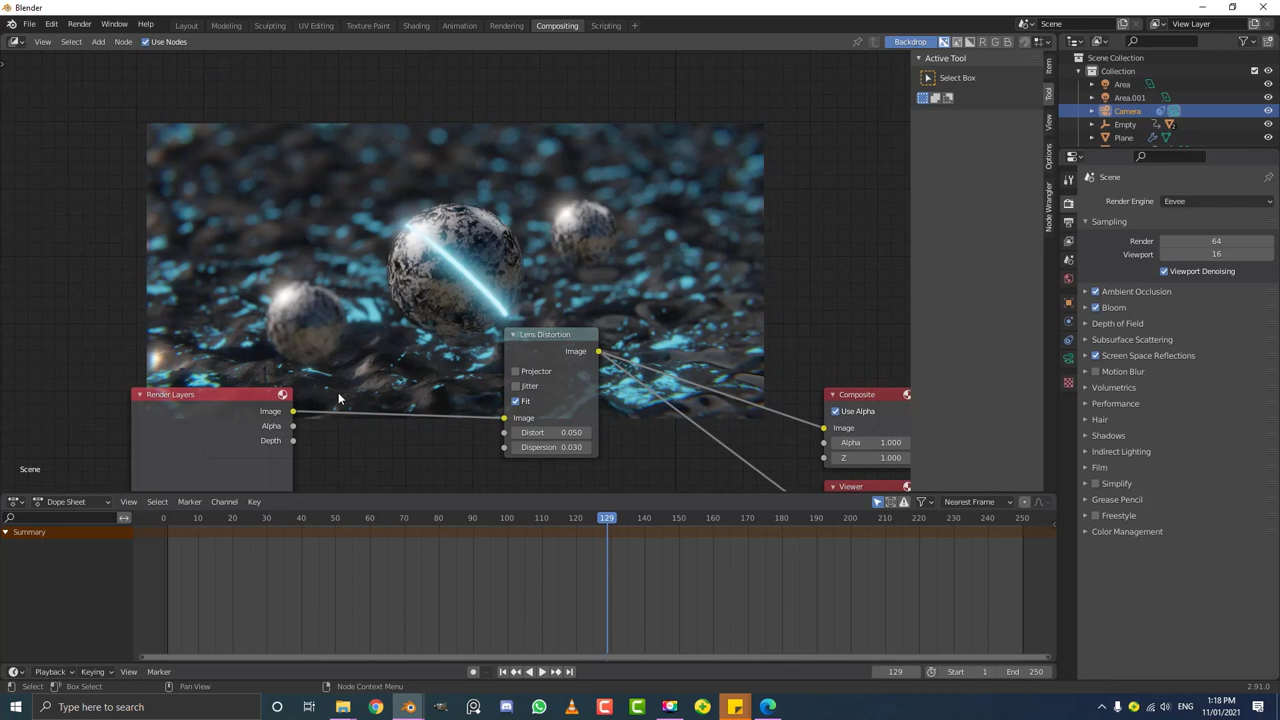 Blender
File Edit Render Window Help Layout Modeling Sculpting UV Editing Texture Paint Shading Animation Rendering Compositing Scripting + Scene View Layer
View Select Add Node Use Nodes Backdrop R G B
Active Tool
Select Box
Item
Tool
View
Options
Node Wrangler
Lens Distortion
Image
Projector
Jitter
Fit
Image
Distort 0.050
Dispersion 0.030
Render Layers
Image
Alpha
Depth
Composite
Use Alpha
Image
Alpha 1.000
Z 1.000
Viewer
Scene
Scene Collection
Collection
Area
Area.001
Camera
Empty
Plane
Scene
Render Engine Eevee
Sampling
Render 64
Viewport 16
Viewport Denoising
Ambient Occlusion
Bloom
Depth of Field
Subsurface Scattering
Screen Space Reflections
Motion Blur
Volumetrics
Performance
Hair
Shadows
Indirect Lighting
Film
Simplify
Grease Pencil
Freestyle
Color Management
Dope Sheet View Select Marker Channel Key Nearest Frame
0 10 20 30 40 50 60 70 80 90 100 110 120 129 140 150 160 170 180 190 200 210 220 230 240 250
Summary
Playback Keying View Marker 129 Start 1 End 250
Select Box Select Pan View Node Context Menu 2.91.0
Type here to search
ENG
1:18 PM
11/01/2021